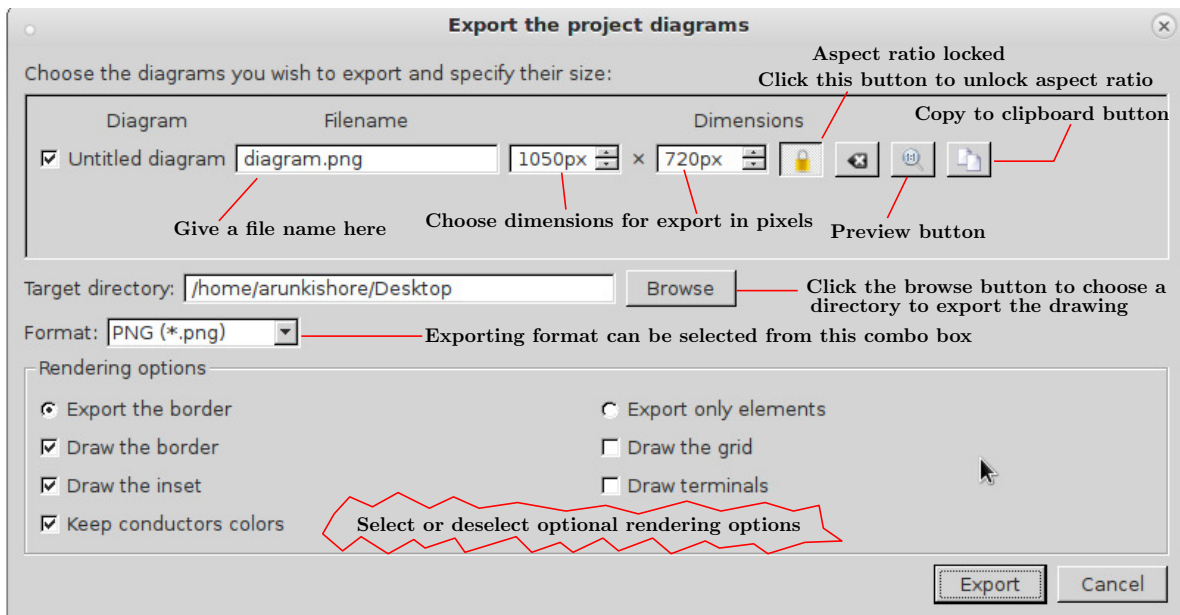 Export the project diagrams
Choose the diagrams you wish to export and specify their size:
Aspect ratio locked
Click this button to unlock aspect ratio
Copy to clipboard button
Diagram Filename Dimensions
Untitled diagram diagram.png 1050px × 720px
Give a file name here
Choose dimensions for export in pixels
Preview button
Target directory: /home/arunkishore/Desktop Browse
Click the browse button to choose a
directory to export the drawing
Format: PNG (*.png)
Exporting format can be selected from this combo box
Rendering options
Export the border Export only elements
Draw the border Draw the grid
Draw the inset Draw terminals
Keep conductors colors
Select or deselect optional rendering options
Export Cancel